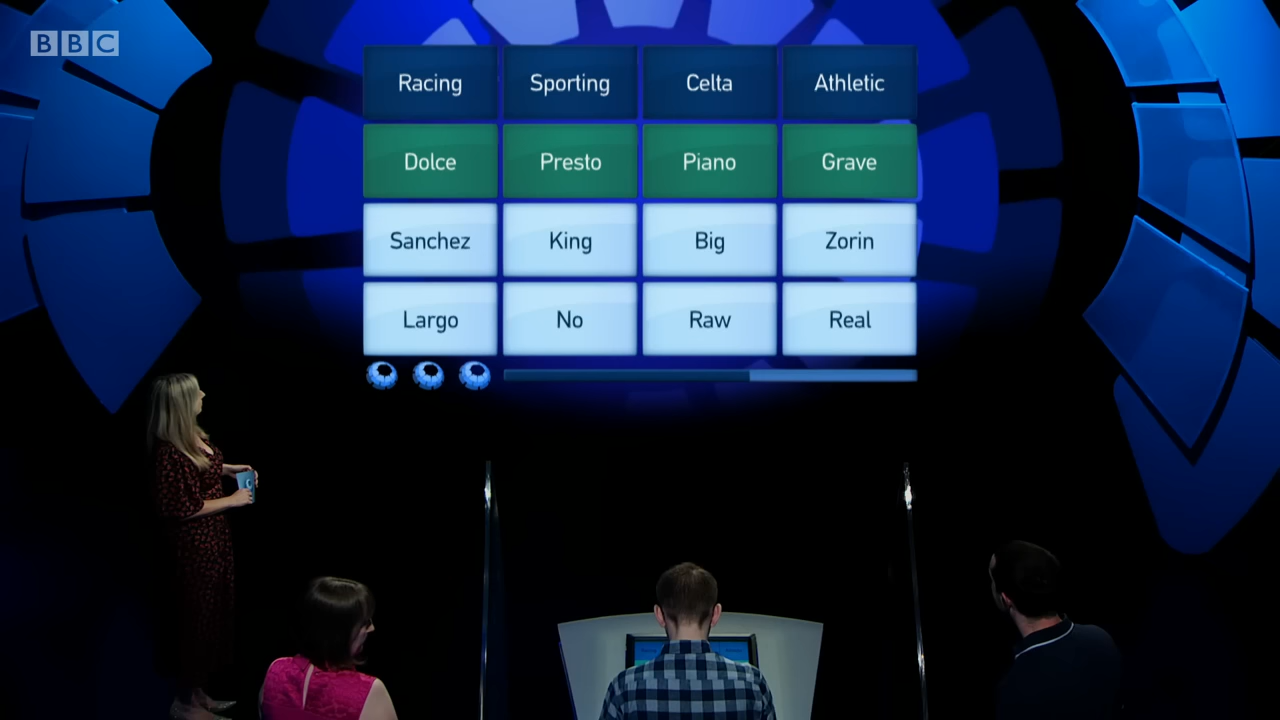 BBC
Racing Sporting Celta Athletic
Dolce Presto Piano Grave
Sanchez King Big Zorin
Largo No Raw Real